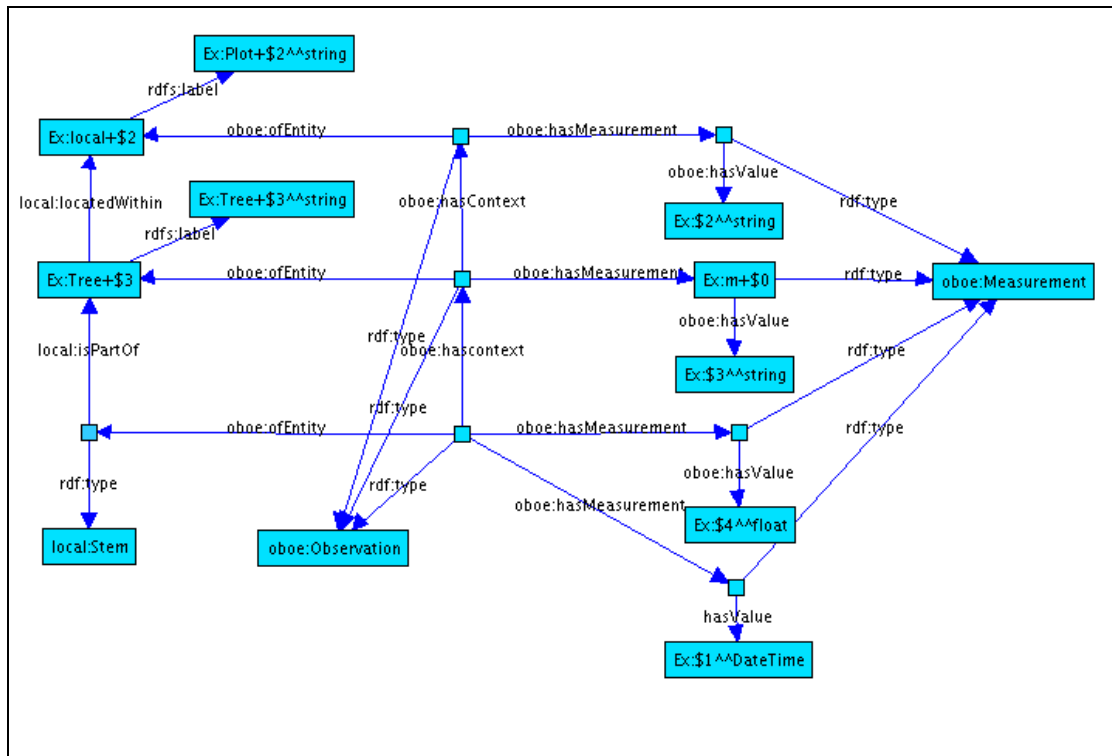 Ex:Plot+$2^^string
rdfs:label
Ex:local+$2
oboe:ofEntity
oboe:hasMeasurement
oboe:hasValue
local:locatedWithin
Ex:Tree+$3^^string
oboe:hasContext
rdf:type
Ex:$2^^string
rdfs:label
Ex:Tree+$3
oboe:ofEntity
oboe:hasMeasurement
Ex:m+$0
rdf:type
oboe:Measurement
oboe:hasValue
local:isPartOf
rdf:type
oboe:hascontext
rdf:type
Ex:$3^^string
rdf:type
oboe:ofEntity
oboe:hasMeasurement
rdf:type
rdf:type
rdf:type
oboe:hasValue
oboe:hasMeasurement
Ex:$4^^float
local:Stem
oboe:Observation
hasValue
Ex:$1^^DateTime